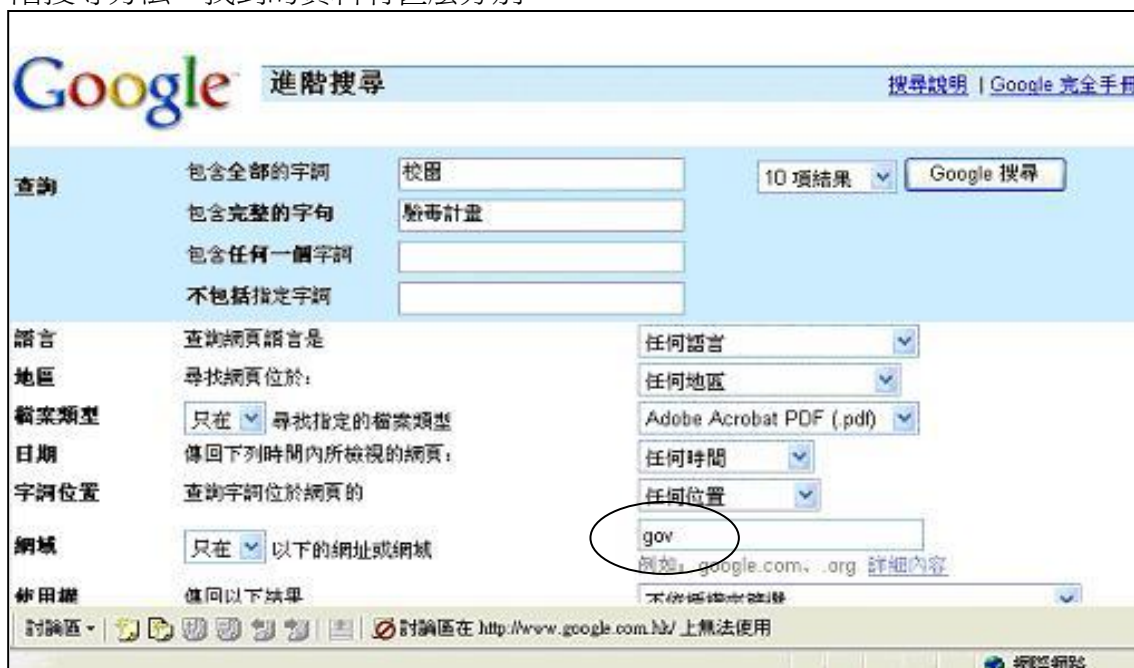 Google 進階搜尋 搜尋說明 | Google 完全手冊
查詢 包含全部的字詞 校園 10 項結果 Google 搜尋
包含完整的字句 驗毒計畫
包含任何一個字詞
不包括指定字詞
語言 查詢網頁語言是 任何語言
地區 尋找網頁位於: 任何地區
檔案類型 只在 尋找指定的檔案類型 Adobe Acrobat PDF (.pdf)
日期 傳回下列時間內所檢視的網頁: 任何時間
字詞位置 查詢字詞位於網頁的 任何位置
網域 只在 以下的網址或網域 gov
例如: google.com、.org 詳細內容
使用權 傳回以下結果
討論區 討論區在 http://www.google.com.hk/ 上無法使用
網際網路